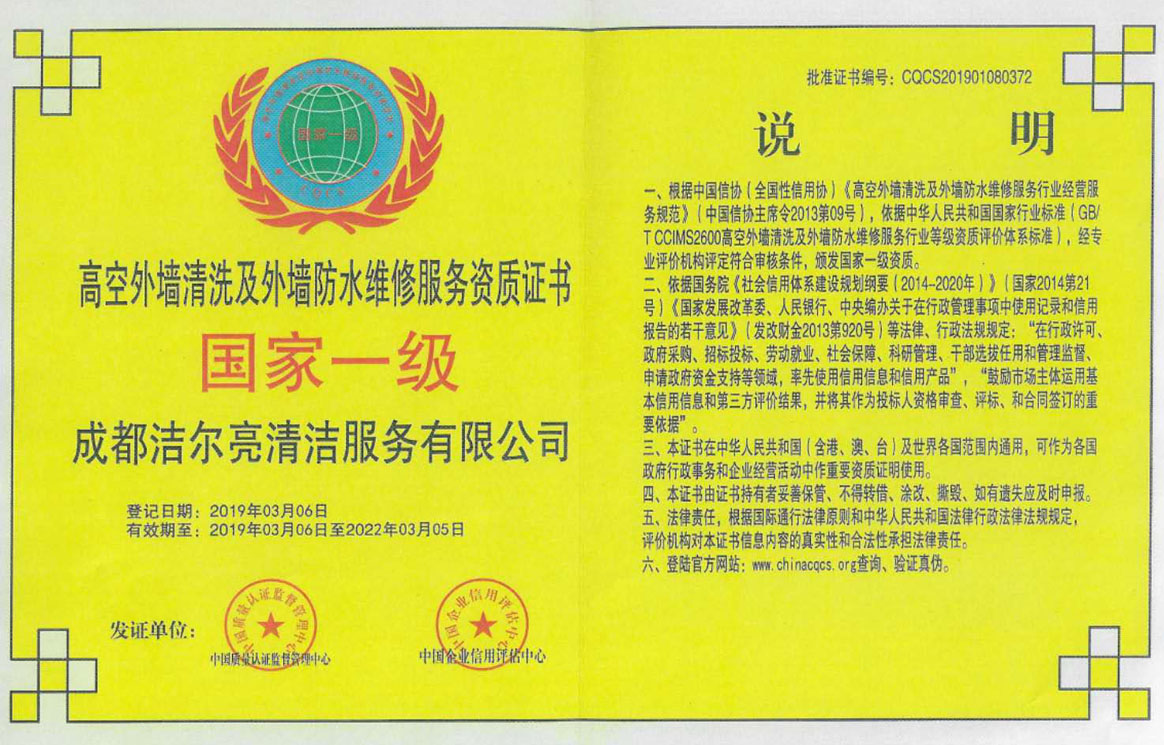 国家一级
CQCS
高空外墙清洗及外墙防水维修服务资质证书
国家一级
成都洁尔亮清洁服务有限公司
登记日期：2019年03月06日
有效期至：2019年03月06日至2022年03月05日
发证单位：
中国质量认证监督管理中心
中国质量认证监督管理中心
中国企业信用评估中心
中国企业信用评估中心
批准证书编号：CQCS201901080372
说 明
一、根据中国信协（全国性信用协）《高空外墙清洗及外墙防水维修服务行业经营服
务规范》（中国信协主席令2013第09号），依据中华人民共和国国家行业标准（GB/
T CCIMS2600高空外墙清洗及外墙防水维修服务行业等级资质评价体系标准），经专
业评价机构评定符合审核条件，颁发国家一级资质。
二、依据国务院《社会信用体系建设规划纲要（2014-2020年）》（国家2014第21
号）《国家发展改革委、人民银行、中央编办关于在行政管理事项中使用记录和信用
报告的若干意见》（发改财金2013第920号）等法律、行政法规规定：“在行政许可、
政府采购、招标投标、劳动就业、社会保障、科研管理、干部选拔任用和管理监督、
申请政府资金支持等领域，率先使用信用信息和信用产品”，“鼓励市场主体运用基
本信用信息和第三方评价结果，并将其作为投标人资格审查、评标、和合同签订的重
要依据”。
三、本证书在中华人民共和国（含港、澳、台）及世界各国范围内通用，可作为各国
政府行政事务和企业经营活动中作重要资质证明使用。
四、本证书由证书持有者妥善保管、不得转借、涂改、撕毁、如有遗失应及时申报。
五、法律责任，根据国际通行法律原则和中华人民共和国法律行政法律法规规定，
评价机构对本证书信息内容的真实性和合法性承担法律责任。
六、登陆官方网站：www.chinacqcs.org查询、验证真伪。